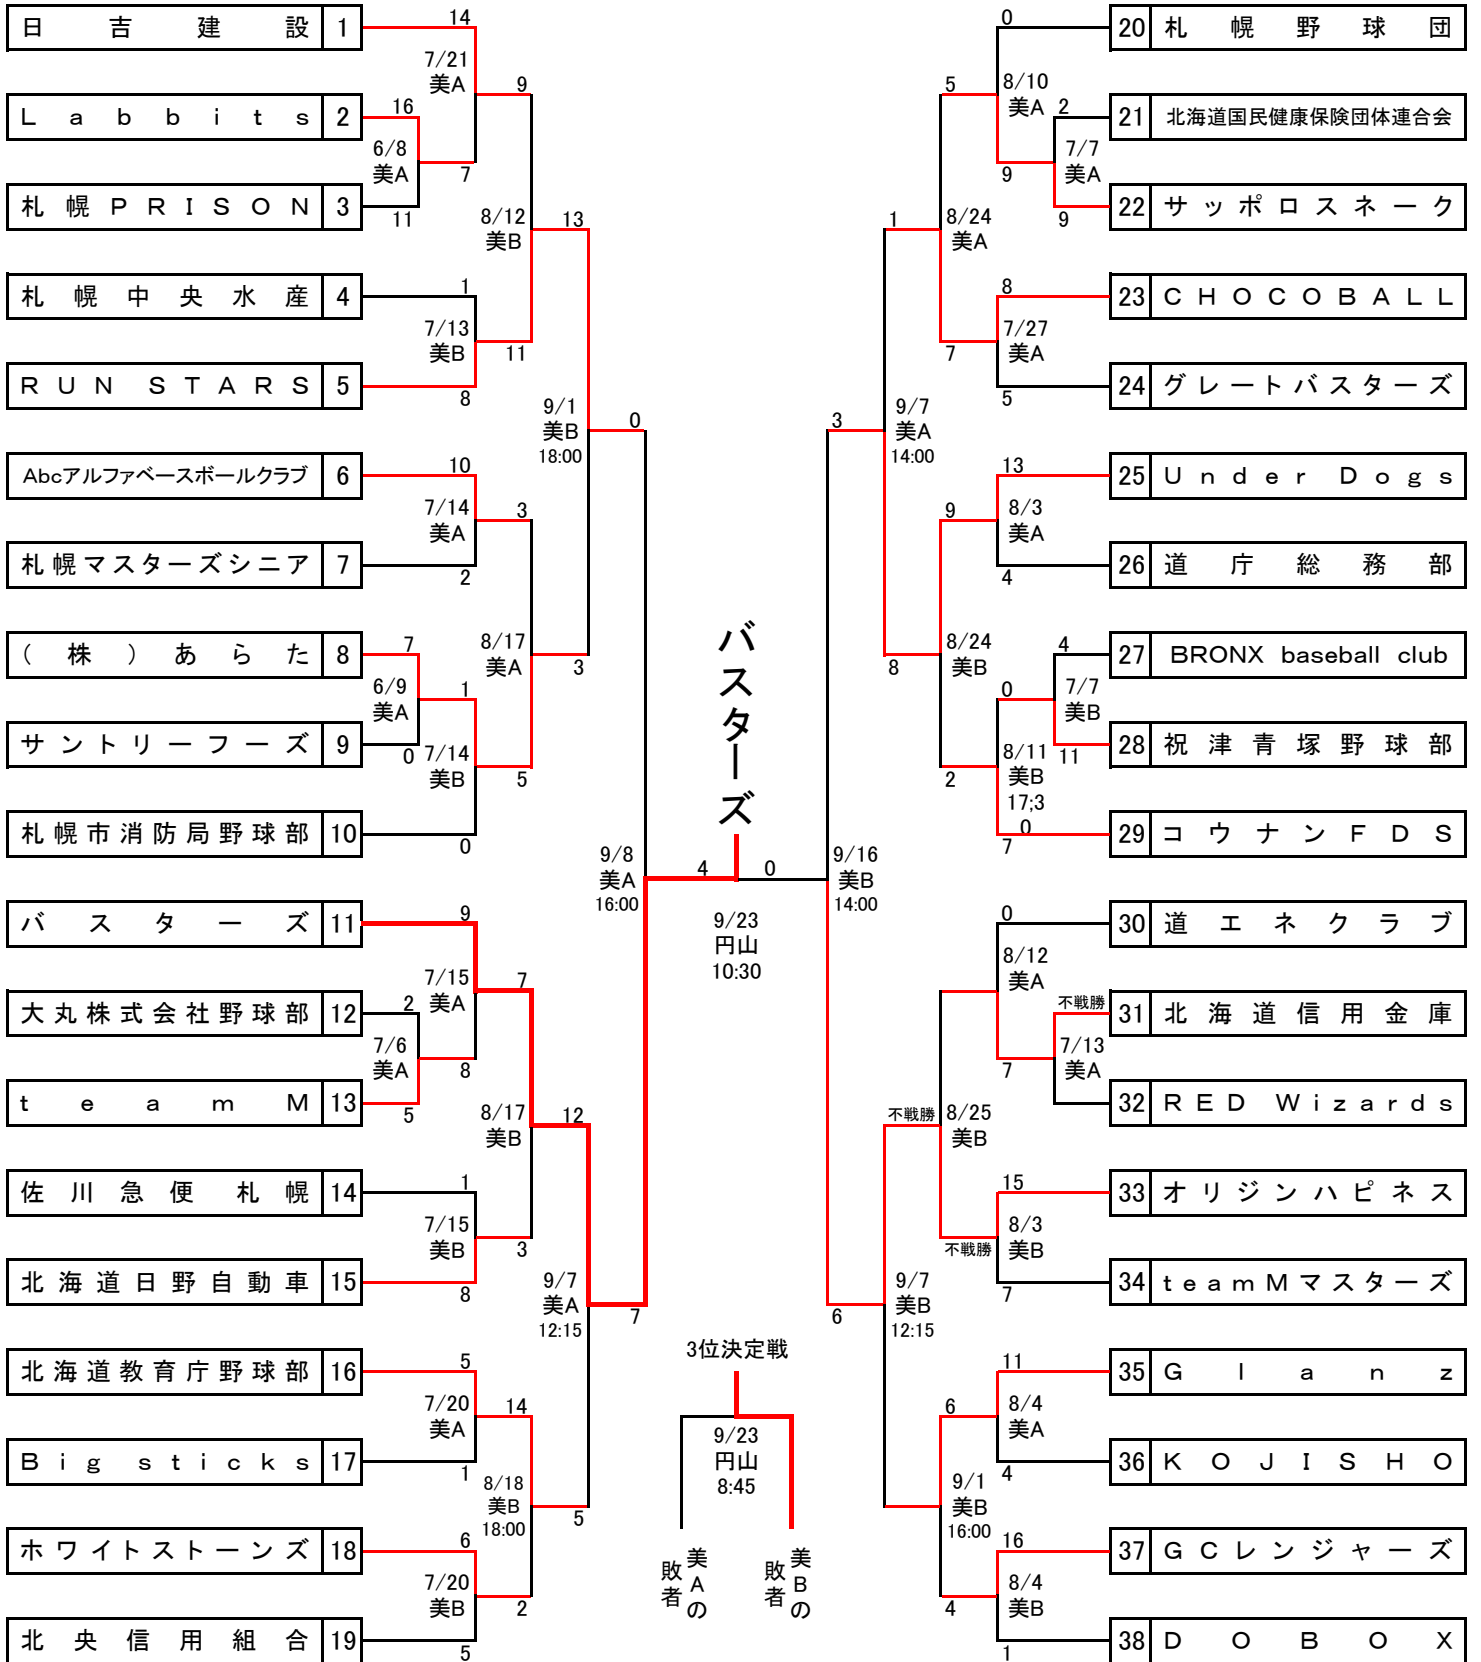 日吉建設 1
14
7/21
美A
9
Labbits 2
16
6/8
美A
7
札幌PRISON 3
11
8/12
美B
13
札幌中央水産 4
1
7/13
美B
11
RUN STARS 5
8
9/1
美B
18:00
0
Abcアルファベースボールクラブ 6
10
7/14
美A
3
札幌マスターズシニア 7
2
8/17
美A
3
(株)あらた 8
7
6/9
美A
1
サントリーフーズ 9
0
7/14
美B
5
札幌市消防局野球部 10
0
9/8
美A
16:00
バスターズ 11
9
7/15
美A
7
大丸株式会社野球部 12
2
7/6
美A
8
team M 13
5
8/17
美B
12
佐川急便 札幌 14
1
7/15
美B
3
北海道日野自動車 15
8
9/7
美A
12:15
7
北海道教育庁野球部 16
5
7/20
美A
14
Big sticks 17
1
8/18
美B
18:00
5
ホワイトストーンズ 18
6
7/20
美B
2
北央信用組合 19
5
バスターズ
4
0
9/23
円山
10:30
3位決定戦
9/23
円山
8:45
美Aの
敗者
美Bの
敗者
0
20 札幌野球団
5
8/10
美A
2
21 北海道国民健康保険団体連合会
7/7
美A
9
9
22 サッポロスネーク
1
8/24
美A
8
23 CHOCOBALL
7/27
美A
7
5
24 グレートバスターズ
3
9/7
美A
14:00
13
25 Under Dogs
9
8/3
美A
4
26 道庁総務部
8
8/24
美B
4
27 BRONX baseball club
7/7
美B
0
11
28 祝津青塚野球部
8/11
美B
17;3
0
2
7
29 コウナンFDS
9/16
美B
14:00
0
30 道エネクラブ
8/12
美A
不戦勝
31 北海道信用金庫
7/13
美A
7
32 RED Wizards
不戦勝
8/25
美B
15
33 オリジンハピネス
8/3
美B
不戦勝
7
34 teamMマスターズ
6
9/7
美B
12:15
11
35 Glanz
6
8/4
美A
4
36 KOJISHO
9/1
美B
16:00
16
37 GCレンジャーズ
8/4
美B
4
1
38 DOBOX